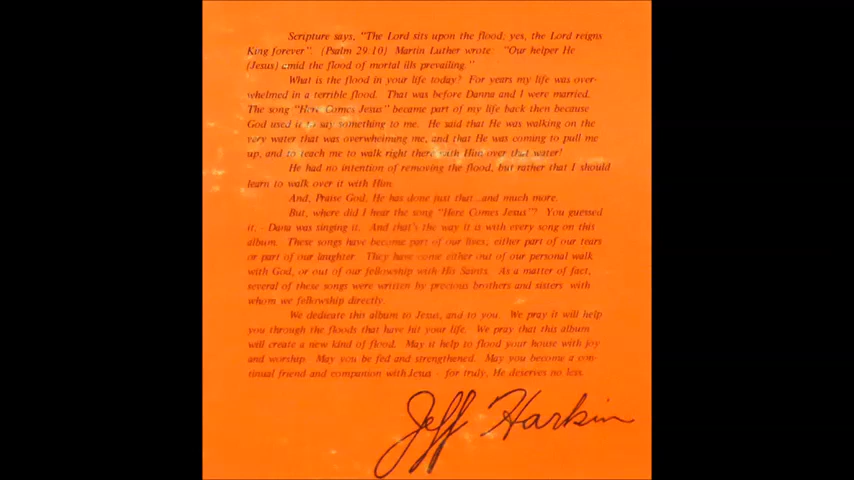 Scripture says, "The Lord sits upon the flood; yes, the Lord reigns
King forever". (Psalm 29:10) Martin Luther wrote: "Our helper He
(Jesus) amid the flood of mortal ills prevailing."
What is the flood in your life today? For years my life was over-
whelmed in a terrible flood. That was before Danna and I were married.
The song "Here Comes Jesus" became part of my life back then because
God used it to say something to me. He said that He was walking on the
very water that was overwhelming me, and that He was coming to pull me
up, and to teach me to walk right there with Him over that water!
He had no intention of removing the flood, but rather that I should
learn to walk over it with Him.
And, Praise God, He has done just that...and much more.
But, where did I hear the song "Here Comes Jesus"? You guessed
it, - Dana was singing it. And that's the way it is with every song on this
album. These songs have become part of our lives, either part of our tears
or part of our laughter. They have come either out of our personal walk
with God, or out of our fellowship with His Saints. As a matter of fact,
several of these songs were written by precious brothers and sisters with
whom we fellowship directly.
We dedicate this album to Jesus, and to you. We pray it will help
you through the floods that have hit your life. We pray that this album
will create a new kind of flood. May it help to flood your house with joy
and worship. May you be fed and strengthened. May you become a con-
tinual friend and companion with Jesus - for truly, He deserves no less.
Jeff Harkin